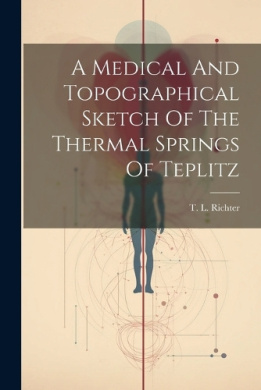 A Medical And
Topographical
Sketch Of The
Thermal Springs
Of Teplitz
T. L. Richter